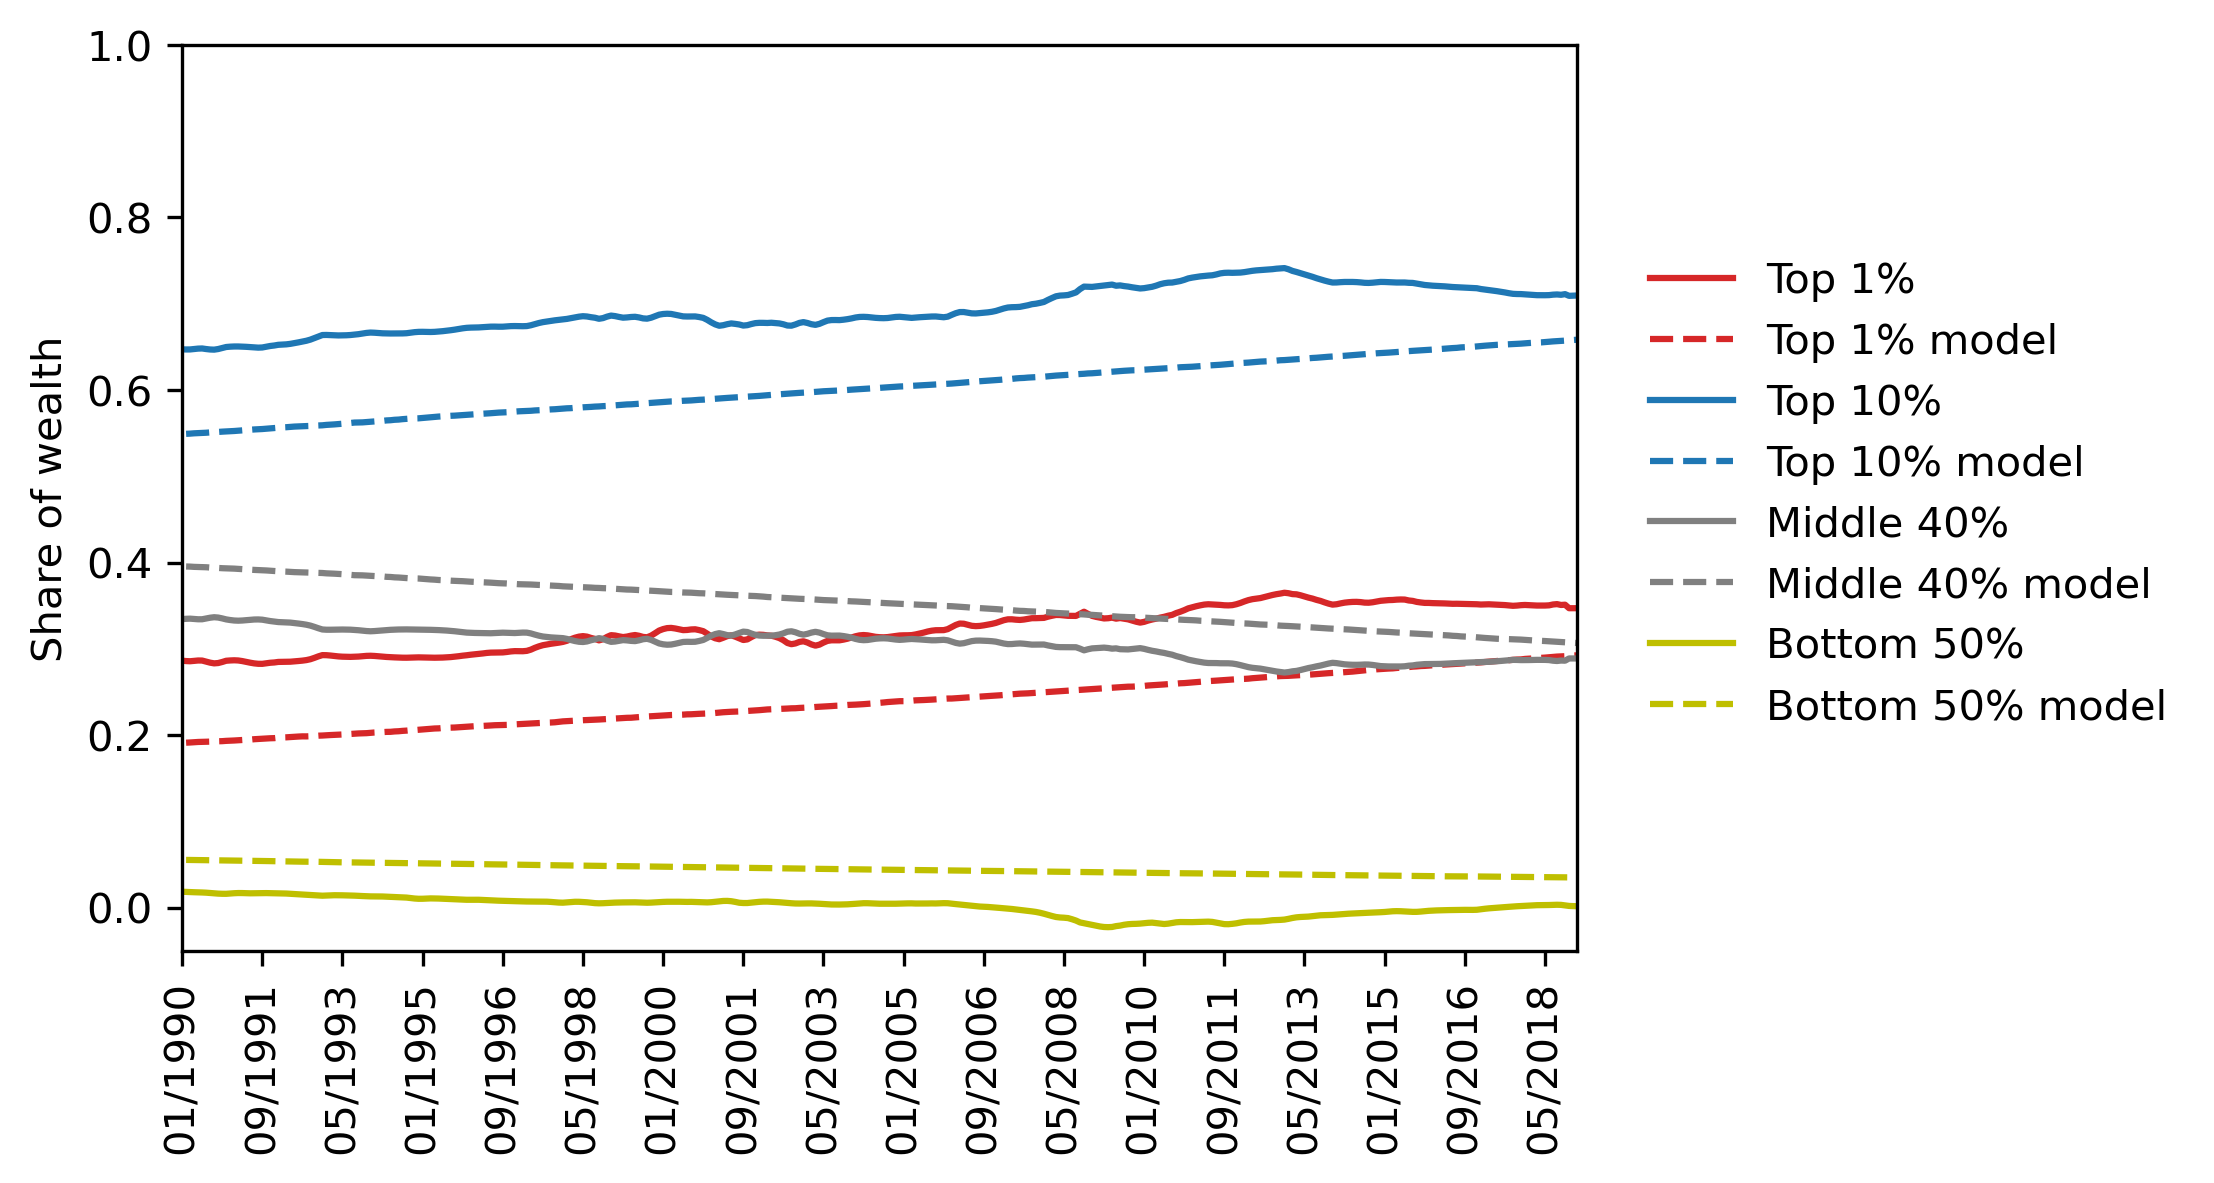 1.0
0.8
0.6
0.4
0.2
0.0
Share of wealth
01/1990
09/1991
05/1993
01/1995
09/1996
05/1998
01/2000
09/2001
05/2003
01/2005
09/2006
05/2008
01/2010
09/2011
05/2013
01/2015
09/2016
05/2018
Top 1%
Top 1% model
Top 10%
Top 10% model
Middle 40%
Middle 40% model
Bottom 50%
Bottom 50% model